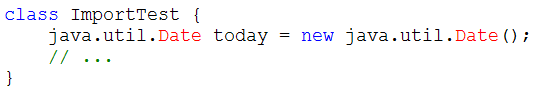 class ImportTest {
    java.util.Date today = new java.util.Date();
    // ...
}